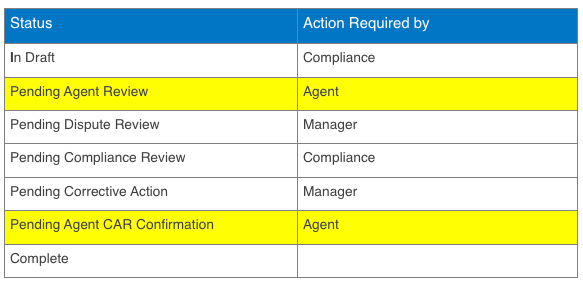 Status Action Required by
In Draft Compliance
Pending Agent Review Agent
Pending Dispute Review Manager
Pending Compliance Review Compliance
Pending Corrective Action Manager
Pending Agent CAR Confirmation Agent
Complete